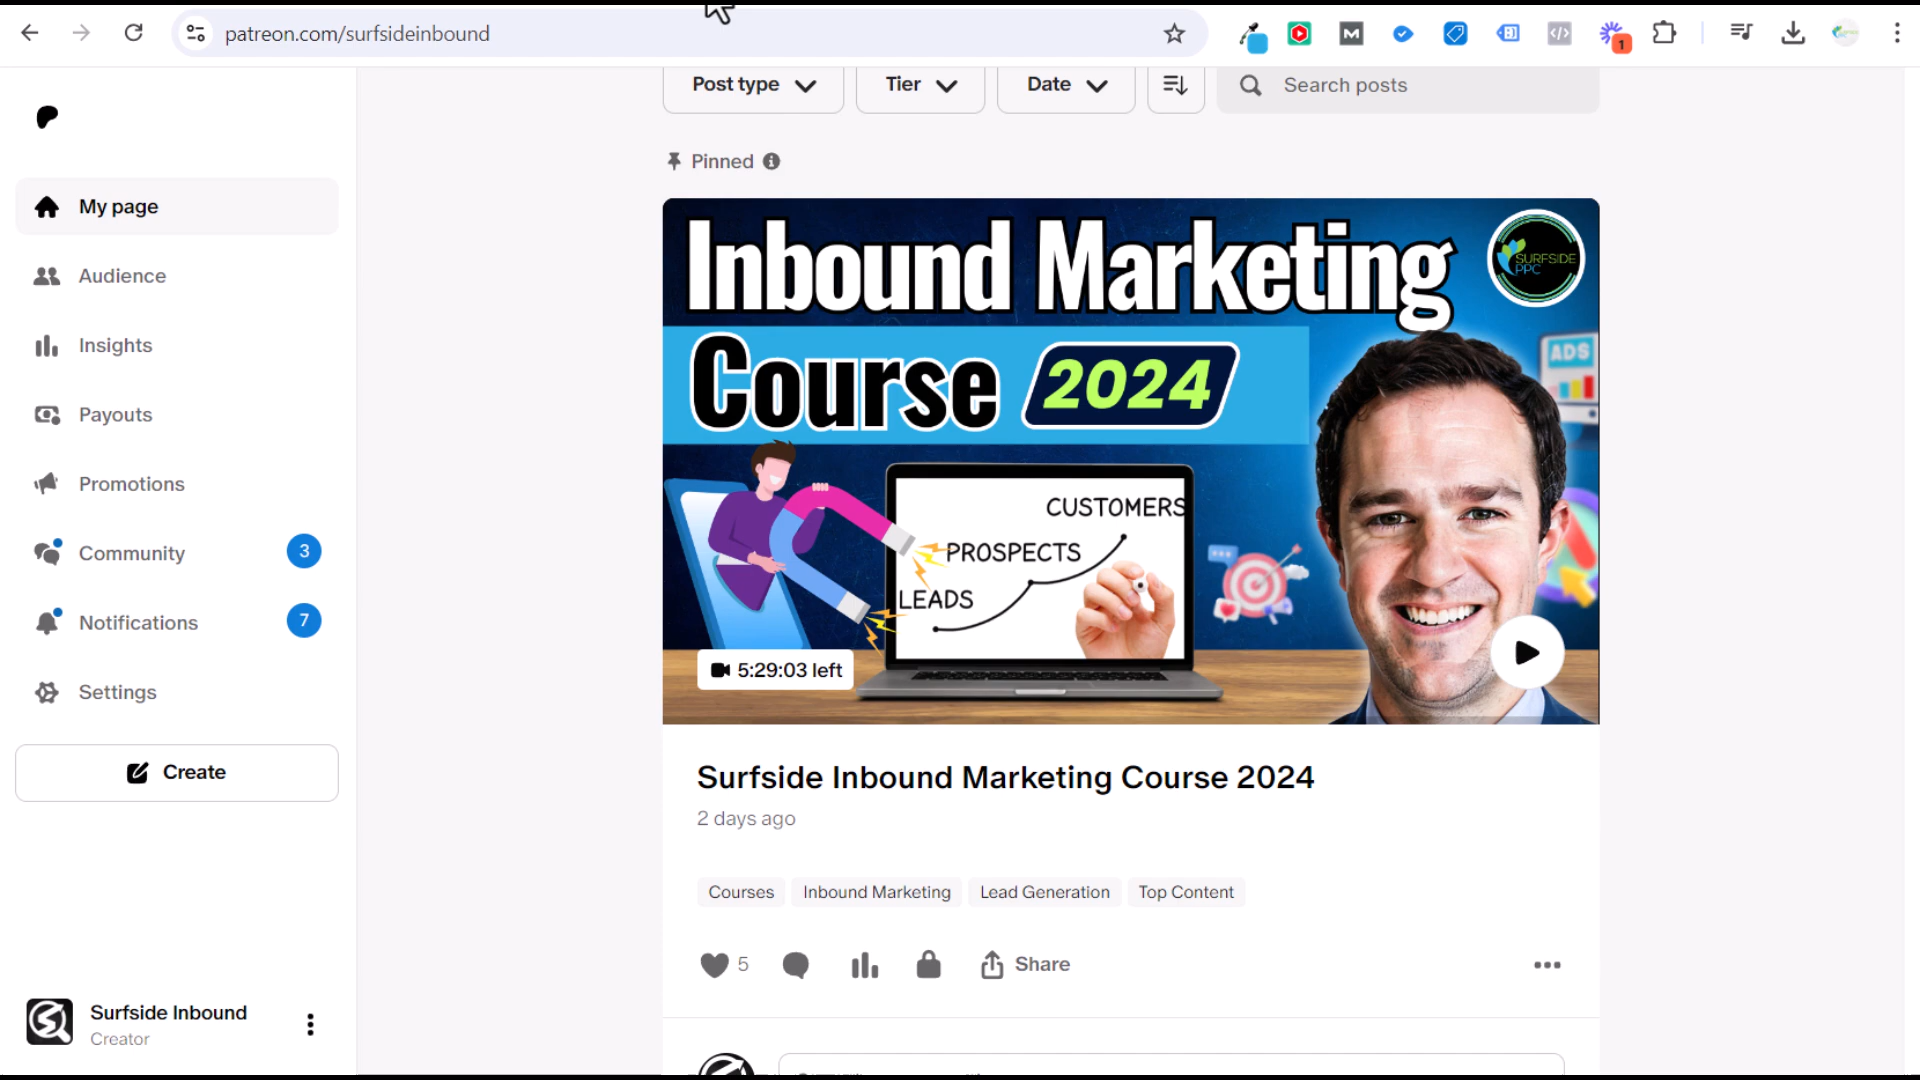 patreon.com/surfsideinbound
1
My page
Audience
Insights
Payouts
Promotions
Community
3
Notifications
7
Settings
Create
Surfside Inbound
Creator
Post type
Tier
Date
Search posts
Pinned
Inbound Marketing
Course 2024
SURFSIDE
PPC
ADS
CUSTOMERS
PROSPECTS
LEADS
5:29:03 left
Surfside Inbound Marketing Course 2024
2 days ago
Courses
Inbound Marketing
Lead Generation
Top Content
5
Share